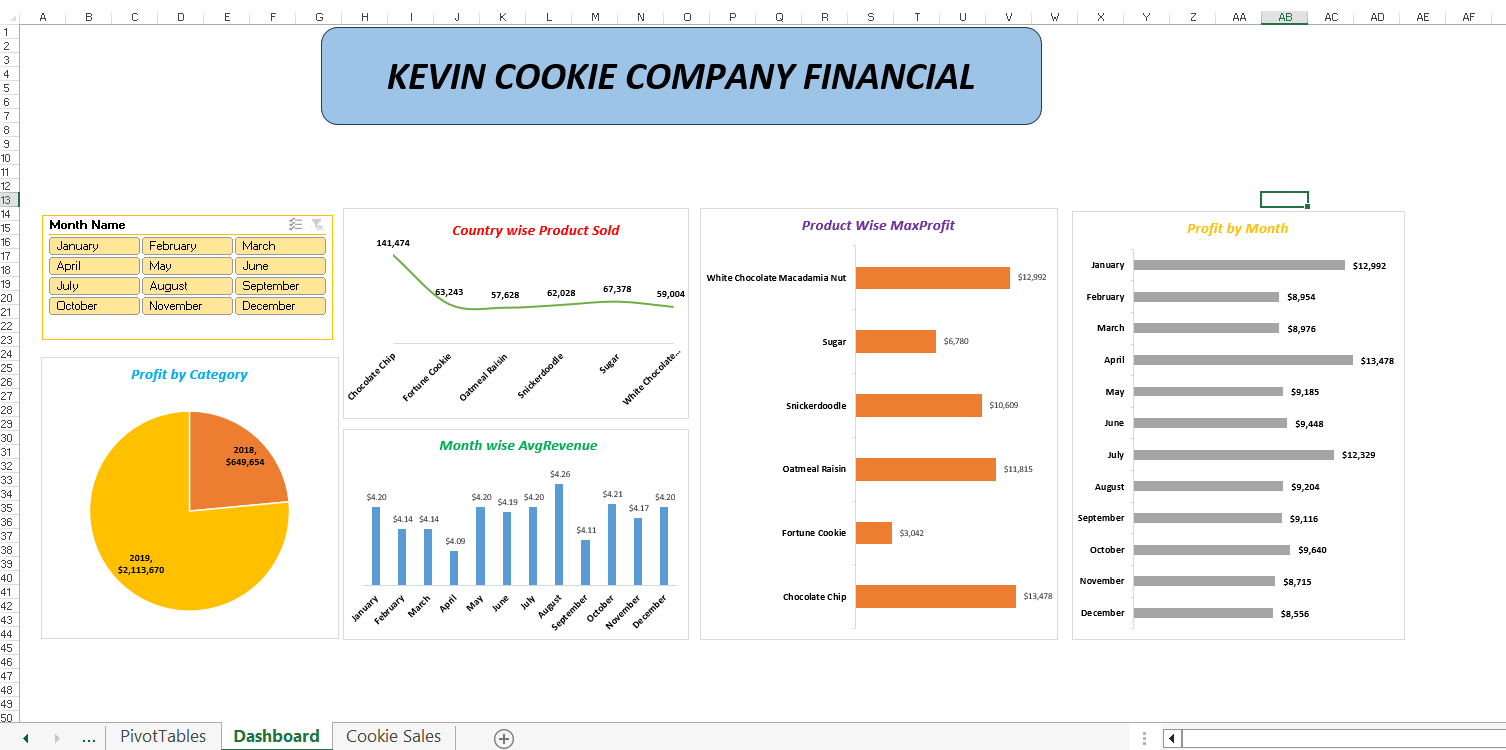 A B C D E F G H I J K L M N O P Q R S T U V W X Y Z AA AB AC AD AE AF
1
2
3
4
5
6
7
8
9
10
11
12
13
14
15
16
17
18
19
20
21
22
23
24
25
26
27
28
29
30
31
32
33
34
35
36
37
38
39
40
41
42
43
44
45
46
47
48
49
50
KEVIN COOKIE COMPANY FINANCIAL
Month Name
January February March
April May June
July August September
October November December
Profit by Category
2018,
$649,654
2019,
$2,113,670
Country wise Product Sold
141,474
63,243
57,628
62,028
67,378
59,004
Chocolate Chip
Fortune Cookie
Oatmeal Raisin
Snickerdoodle
Sugar
White Chocolate...
Month wise AvgRevenue
$4.20
$4.14
$4.14
$4.09
$4.20
$4.19
$4.20
$4.26
$4.11
$4.21
$4.17
$4.20
January
February
March
April
May
June
July
August
September
October
November
December
Product Wise MaxProfit
White Chocolate Macadamia Nut $12,992
Sugar $6,780
Snickerdoodle $10,609
Oatmeal Raisin $11,815
Fortune Cookie $3,042
Chocolate Chip $13,478
Profit by Month
January $12,992
February $8,954
March $8,976
April $13,478
May $9,185
June $9,448
July $12,329
August $9,204
September $9,116
October $9,640
November $8,715
December $8,556
... PivotTables Dashboard Cookie Sales